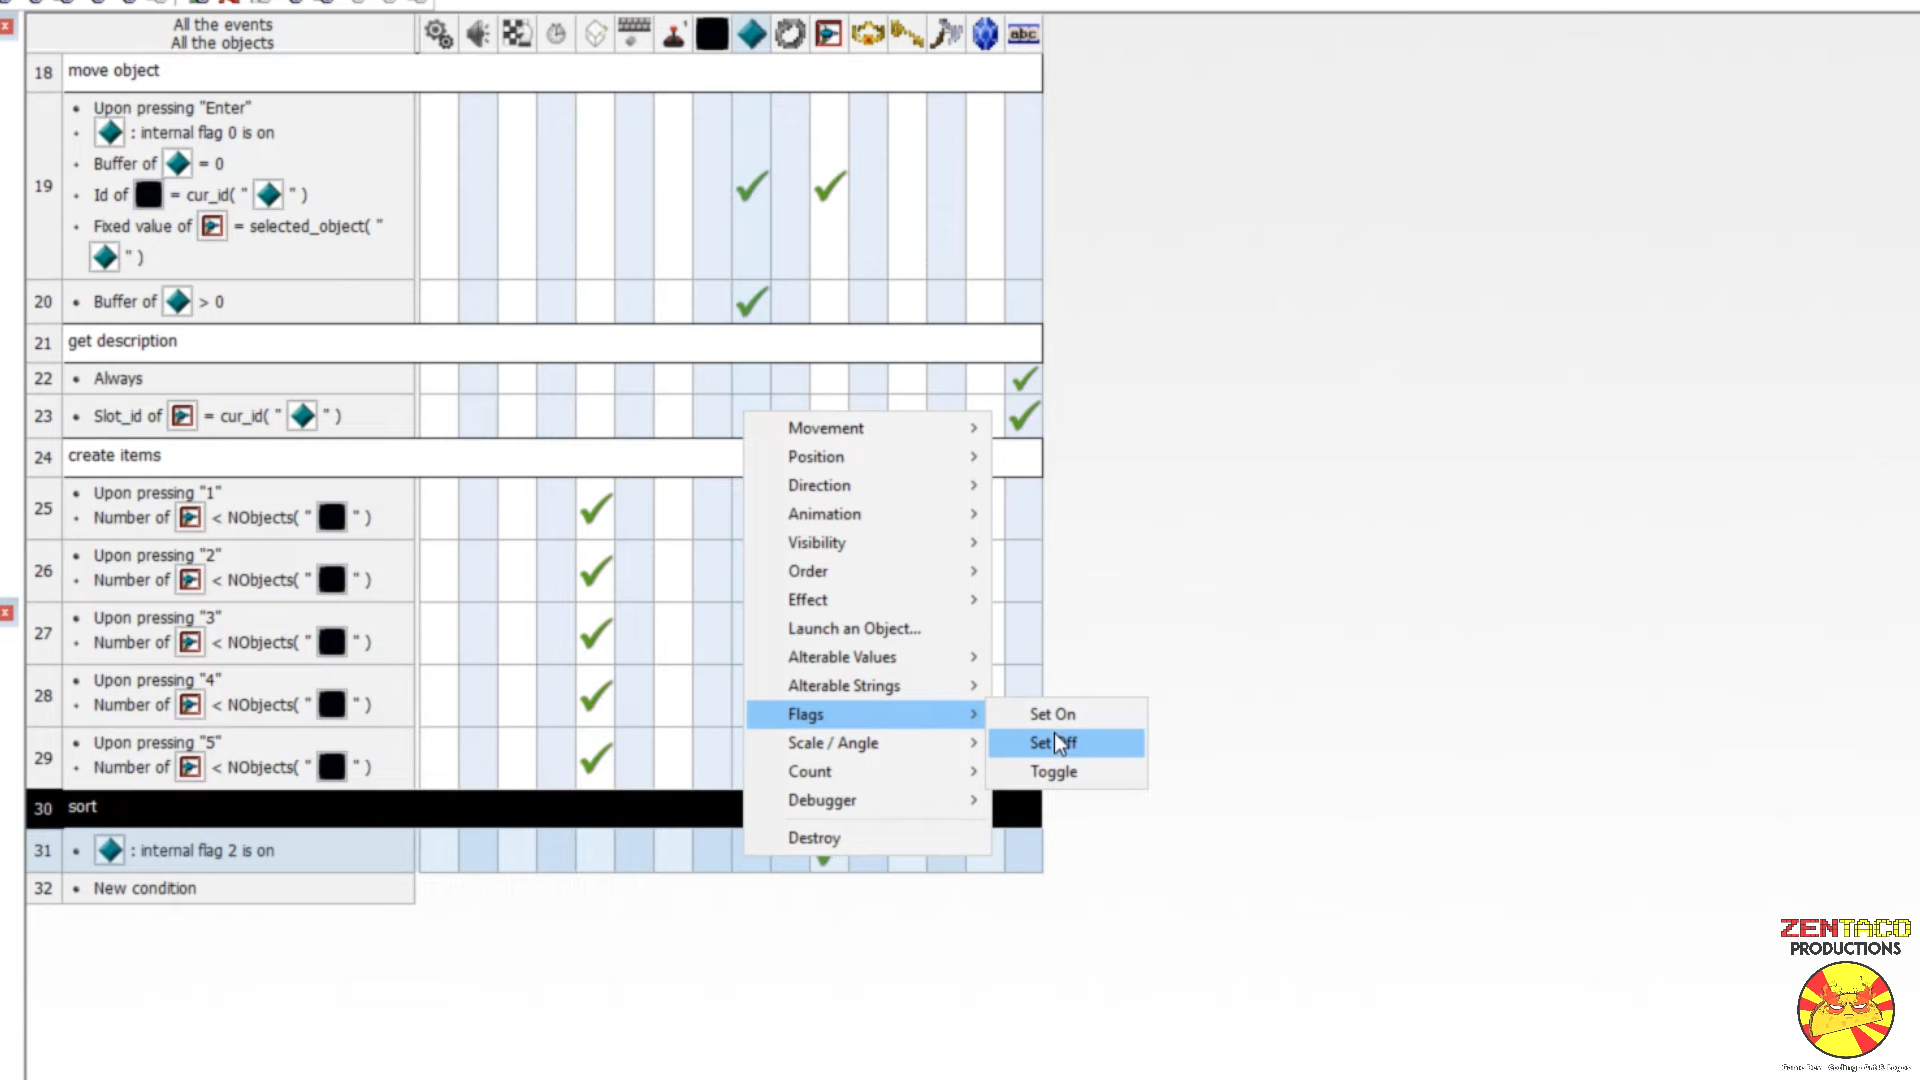 All the events
All the objects
abc
18 move object
19
Upon pressing "Enter"
: internal flag 0 is on
Buffer of = 0
Id of = cur_id( " " )
Fixed value of = selected_object( "
" )
20 Buffer of > 0
21 get description
22 Always
23 Slot_id of = cur_id( " " )
24 create items
25
Upon pressing "1"
Number of < NObjects( " " )
26
Upon pressing "2"
Number of < NObjects( " " )
27
Upon pressing "3"
Number of < NObjects( " " )
28
Upon pressing "4"
Number of < NObjects( " " )
29
Upon pressing "5"
Number of < NObjects( " " )
30 sort
31 : internal flag 2 is on
32 New condition
Movement
Position
Direction
Animation
Visibility
Order
Effect
Launch an Object...
Alterable Values
Alterable Strings
Flags
Scale / Angle
Count
Debugger
Destroy
Set On
Set Off
Toggle
ZENTACO
PRODUCTIONS